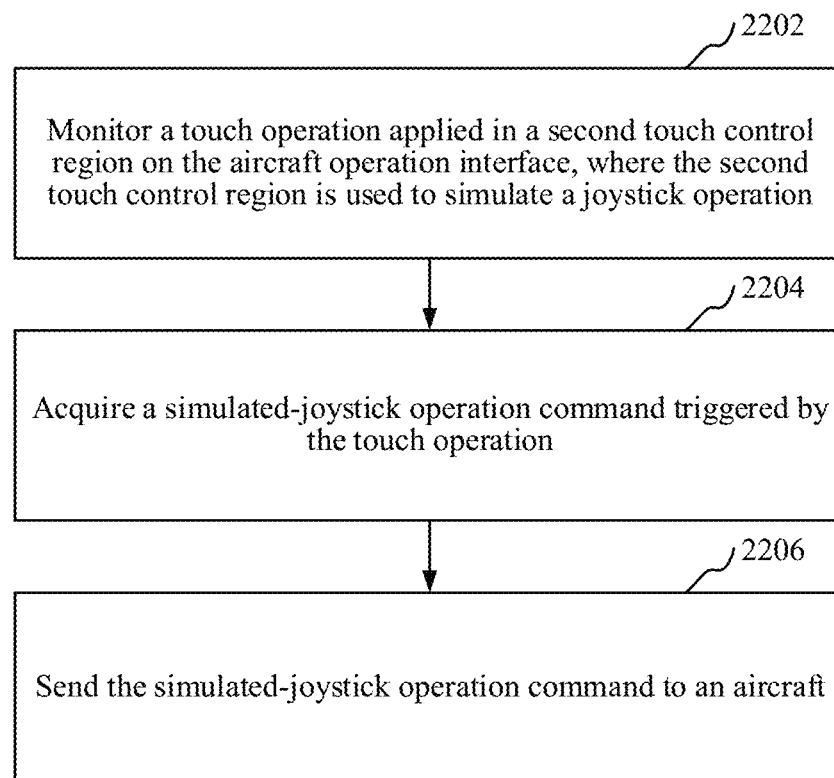 2202
Monitor a touch operation applied in a second touch control
region on the aircraft operation interface, where the second
touch control region is used to simulate a joystick operation
2204
Acquire a simulated-joystick operation command triggered by
the touch operation
2206
Send the simulated-joystick operation command to an aircraft